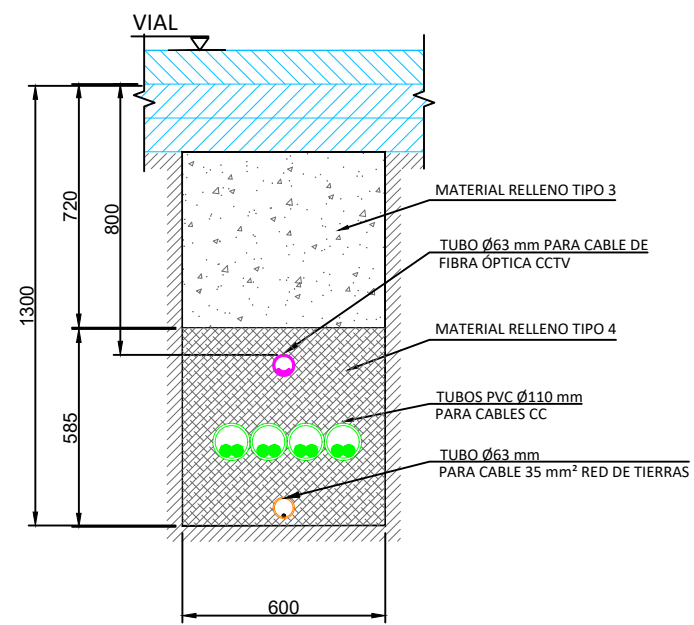 VIAL
MATERIAL RELLENO TIPO 3
TUBO Ø63 mm PARA CABLE DE
FIBRA ÓPTICA CCTV
MATERIAL RELLENO TIPO 4
TUBOS PVC Ø110 mm
PARA CABLES CC
TUBO Ø63 mm
PARA CABLE 35 mm² RED DE TIERRAS
1300
720
800
585
600